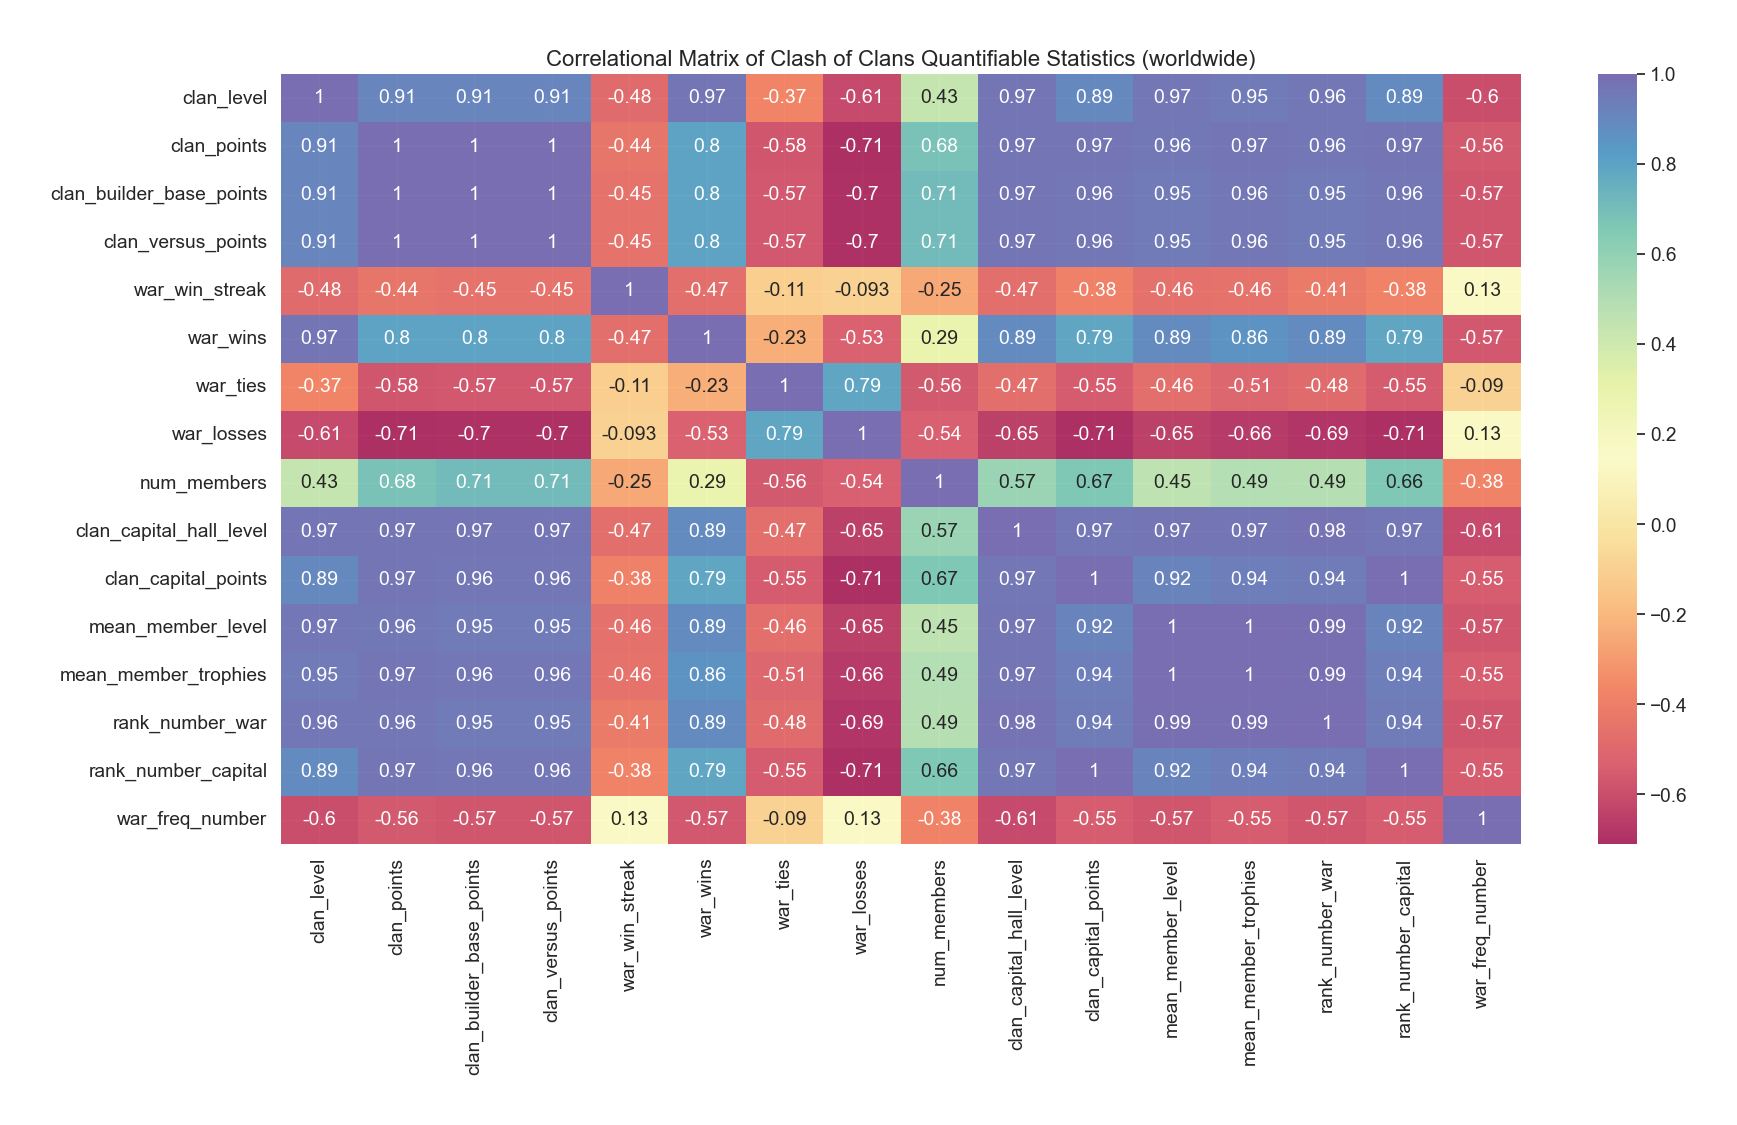 Correlational Matrix of Clash of Clans Quantifiable Statistics (worldwide)
clan_level 1 0.91 0.91 0.91 -0.48 0.97 -0.37 -0.61 0.43 0.97 0.89 0.97 0.95 0.96 0.89 -0.6
clan_points 0.91 1 1 1 -0.44 0.8 -0.58 -0.71 0.68 0.97 0.97 0.96 0.97 0.96 0.97 -0.56
clan_builder_base_points 0.91 1 1 1 -0.45 0.8 -0.57 -0.7 0.71 0.97 0.96 0.95 0.96 0.95 0.96 -0.57
clan_versus_points 0.91 1 1 1 -0.45 0.8 -0.57 -0.7 0.71 0.97 0.96 0.95 0.96 0.95 0.96 -0.57
war_win_streak -0.48 -0.44 -0.45 -0.45 1 -0.47 -0.11 -0.093 -0.25 -0.47 -0.38 -0.46 -0.46 -0.41 -0.38 0.13
war_wins 0.97 0.8 0.8 0.8 -0.47 1 -0.23 -0.53 0.29 0.89 0.79 0.89 0.86 0.89 0.79 -0.57
war_ties -0.37 -0.58 -0.57 -0.57 -0.11 -0.23 1 0.79 -0.56 -0.47 -0.55 -0.46 -0.51 -0.48 -0.55 -0.09
war_losses -0.61 -0.71 -0.7 -0.7 -0.093 -0.53 0.79 1 -0.54 -0.65 -0.71 -0.65 -0.66 -0.69 -0.71 0.13
num_members 0.43 0.68 0.71 0.71 -0.25 0.29 -0.56 -0.54 1 0.57 0.67 0.45 0.49 0.49 0.66 -0.38
clan_capital_hall_level 0.97 0.97 0.97 0.97 -0.47 0.89 -0.47 -0.65 0.57 1 0.97 0.97 0.97 0.98 0.97 -0.61
clan_capital_points 0.89 0.97 0.96 0.96 -0.38 0.79 -0.55 -0.71 0.67 0.97 1 0.92 0.94 0.94 1 -0.55
mean_member_level 0.97 0.96 0.95 0.95 -0.46 0.89 -0.46 -0.65 0.45 0.97 0.92 1 1 0.99 0.92 -0.57
mean_member_trophies 0.95 0.97 0.96 0.96 -0.46 0.86 -0.51 -0.66 0.49 0.97 0.94 1 1 0.99 0.94 -0.55
rank_number_war 0.96 0.96 0.95 0.95 -0.41 0.89 -0.48 -0.69 0.49 0.98 0.94 0.99 0.99 1 0.94 -0.57
rank_number_capital 0.89 0.97 0.96 0.96 -0.38 0.79 -0.55 -0.71 0.66 0.97 1 0.92 0.94 0.94 1 -0.55
war_freq_number -0.6 -0.56 -0.57 -0.57 0.13 -0.57 -0.09 0.13 -0.38 -0.61 -0.55 -0.57 -0.55 -0.57 -0.55 1
clan_level
clan_points
clan_builder_base_points
clan_versus_points
war_win_streak
war_wins
war_ties
war_losses
num_members
clan_capital_hall_level
clan_capital_points
mean_member_level
mean_member_trophies
rank_number_war
rank_number_capital
war_freq_number
1.0
0.8
0.6
0.4
0.2
0.0
−0.2
−0.4
−0.6